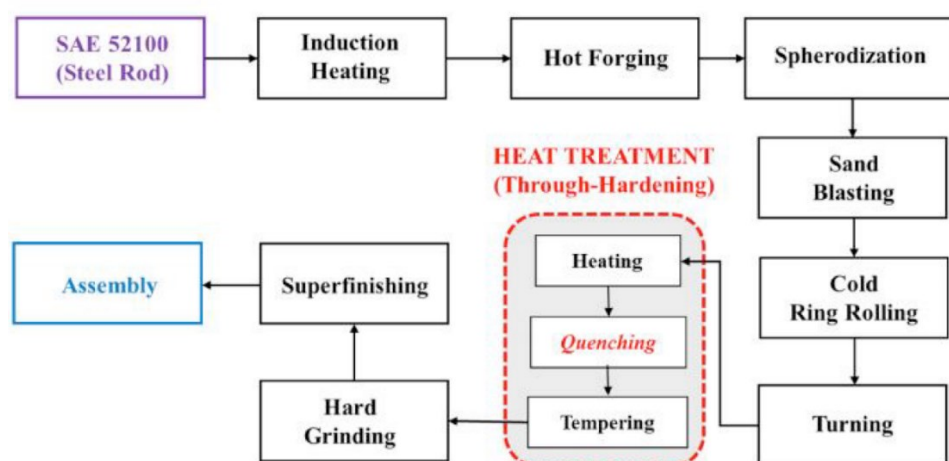 SAE 52100
(Steel Rod)
Induction
Heating
Hot Forging
Spherodization
Sand
Blasting
Cold
Ring Rolling
Turning
HEAT TREATMENT
(Through-Hardening)
Heating
Quenching
Tempering
Hard
Grinding
Superfinishing
Assembly